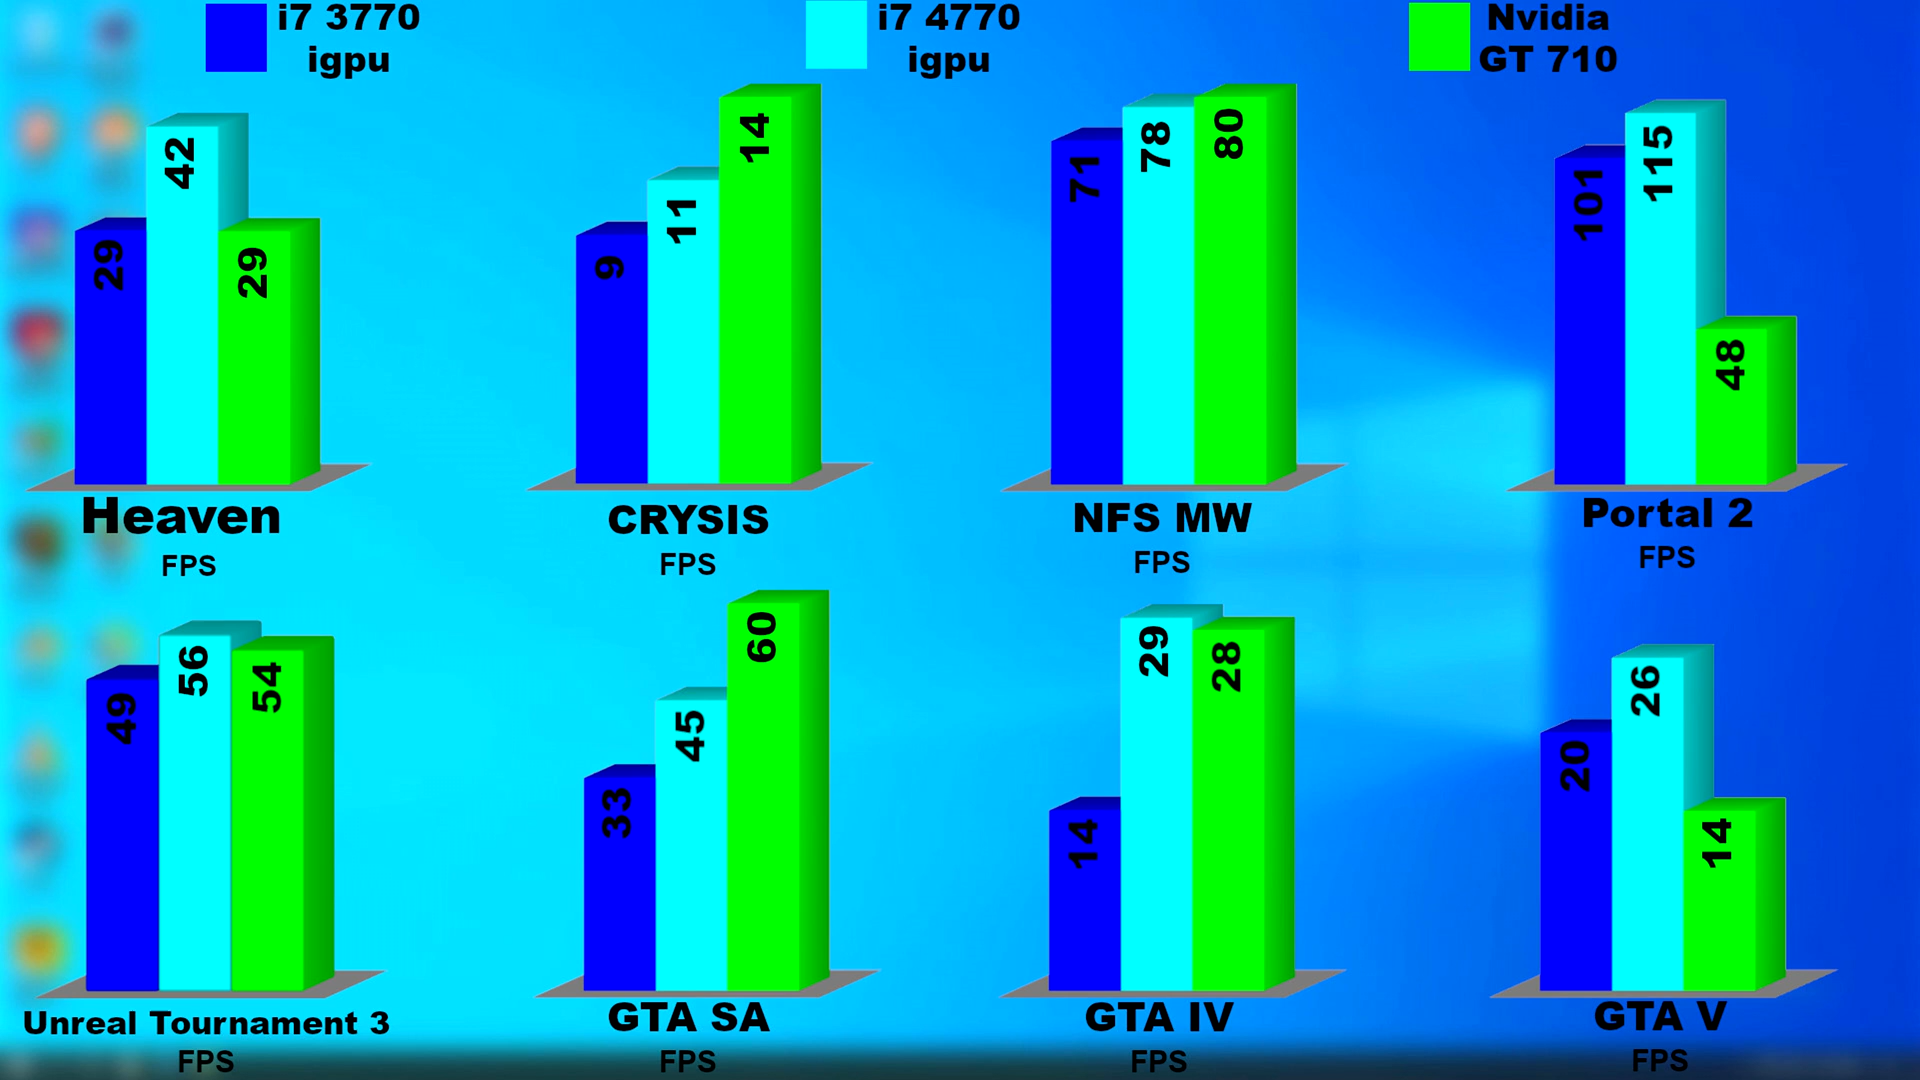 i7 3770
igpu
i7 4770
igpu
Nvidia
GT 710
29
42
29
Heaven
FPS
9
11
14
CRYSIS
FPS
71
78
80
NFS MW
FPS
101
115
48
Portal 2
FPS
49
56
54
Unreal Tournament 3
FPS
33
45
60
GTA SA
FPS
14
29
28
GTA IV
FPS
20
26
14
GTA V
FPS